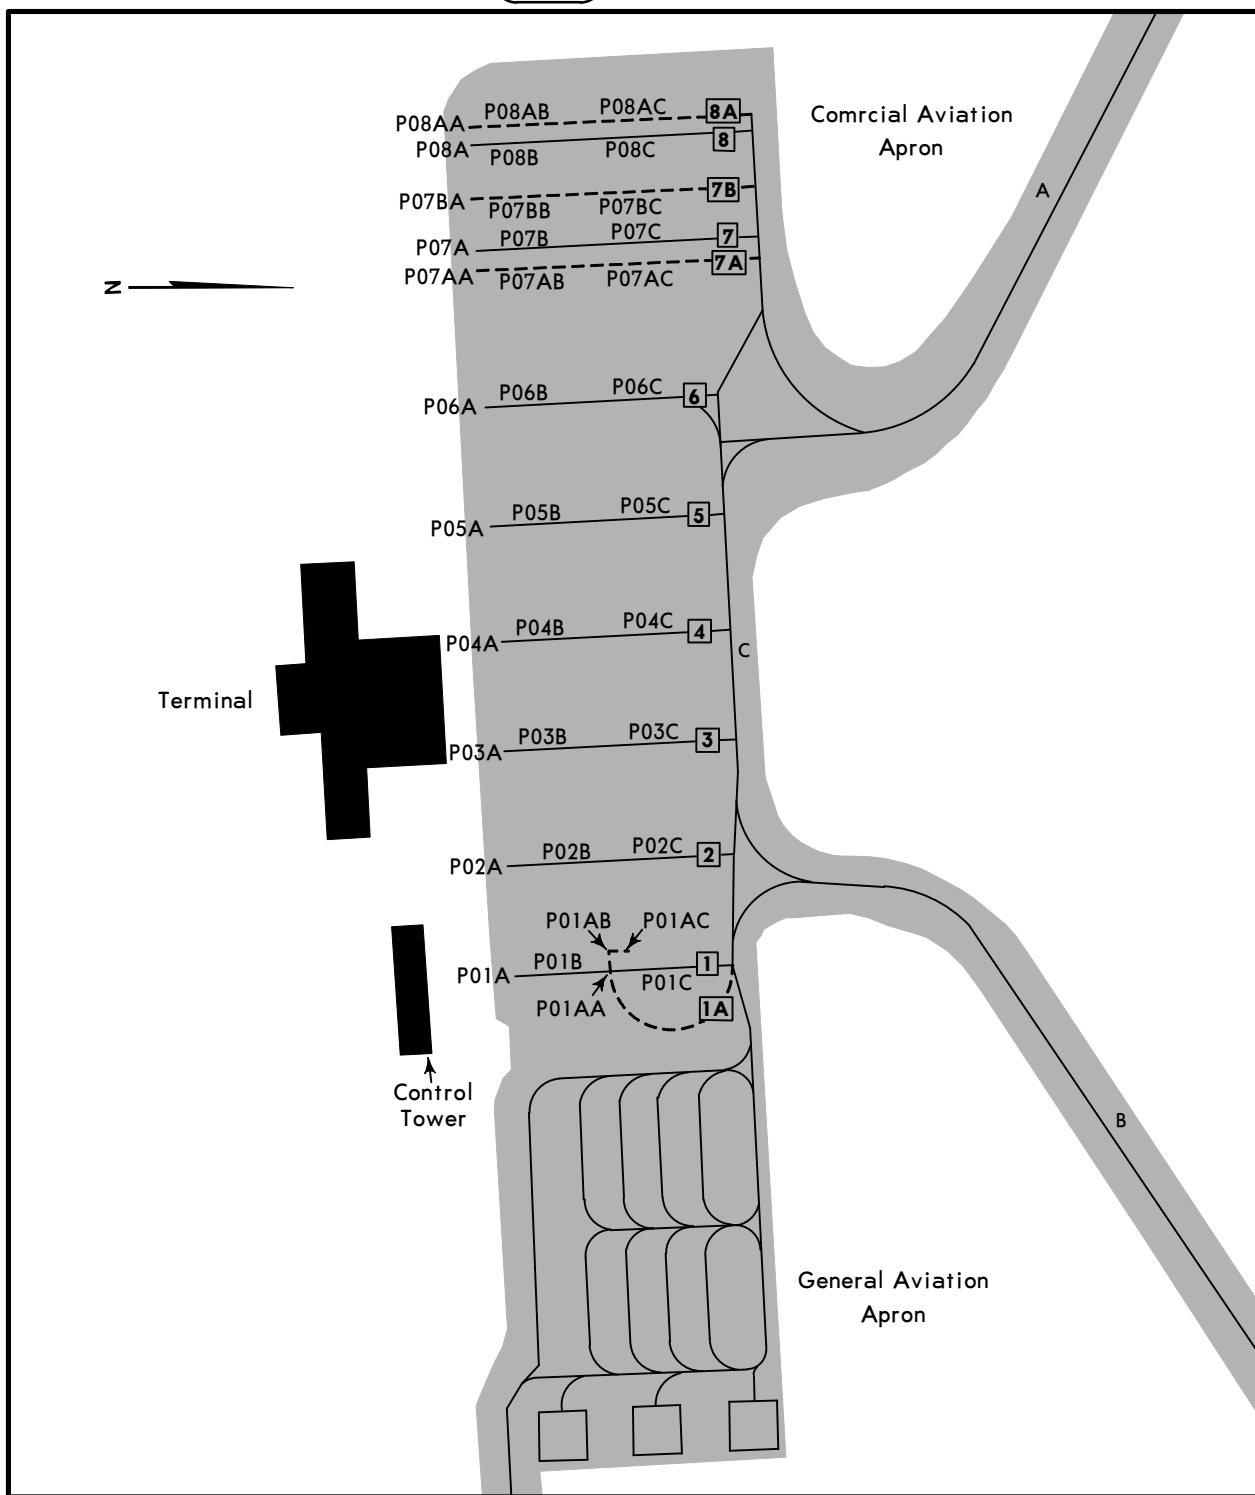 P08AB
P08AC
8A
Comrcial Aviation
Apron
P08AA
P08A
P08B
P08C
8
P07BA
P07BB
P07BC
7B
A
P07A
P07B
P07C
7
P07AA
P07AB
P07AC
7A
N
P06A
P06B
P06C
6
P05A
P05B
P05C
5
P04A
P04B
P04C
4
C
Terminal
P03A
P03B
P03C
3
P02A
P02B
P02C
2
P01AB
P01AC
P01A
P01B
P01C
1
P01AA
1A
Control
Tower
B
General Aviation
Apron